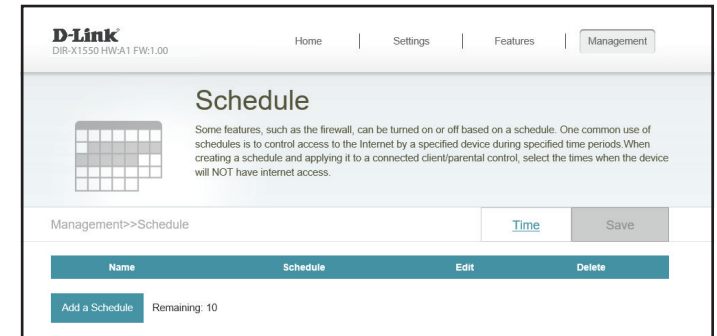 D-Link
DIR-X1550 HW:A1 FW:1.00
Home | Settings | Features | Management
Schedule
Some features, such as the firewall, can be turned on or off based on a schedule. One common use of
schedules is to control access to the Internet by a specified device during specified time periods.When
creating a schedule and applying it to a connected client/parental control, select the times when the device
will NOT have internet access.
Management>>Schedule Time Save
Name Schedule Edit Delete
Add a Schedule Remaining: 10